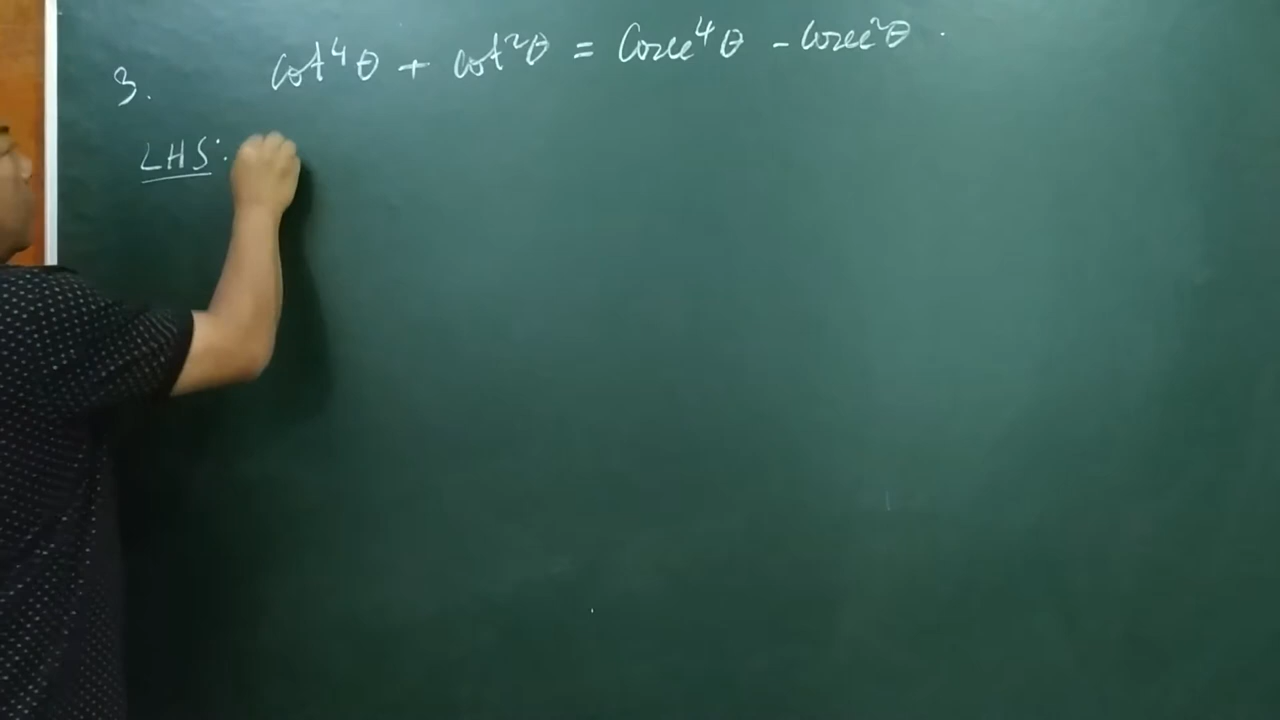 3. cot⁴θ + cot²θ = Cosec⁴θ - Cosec²θ.
LHS: